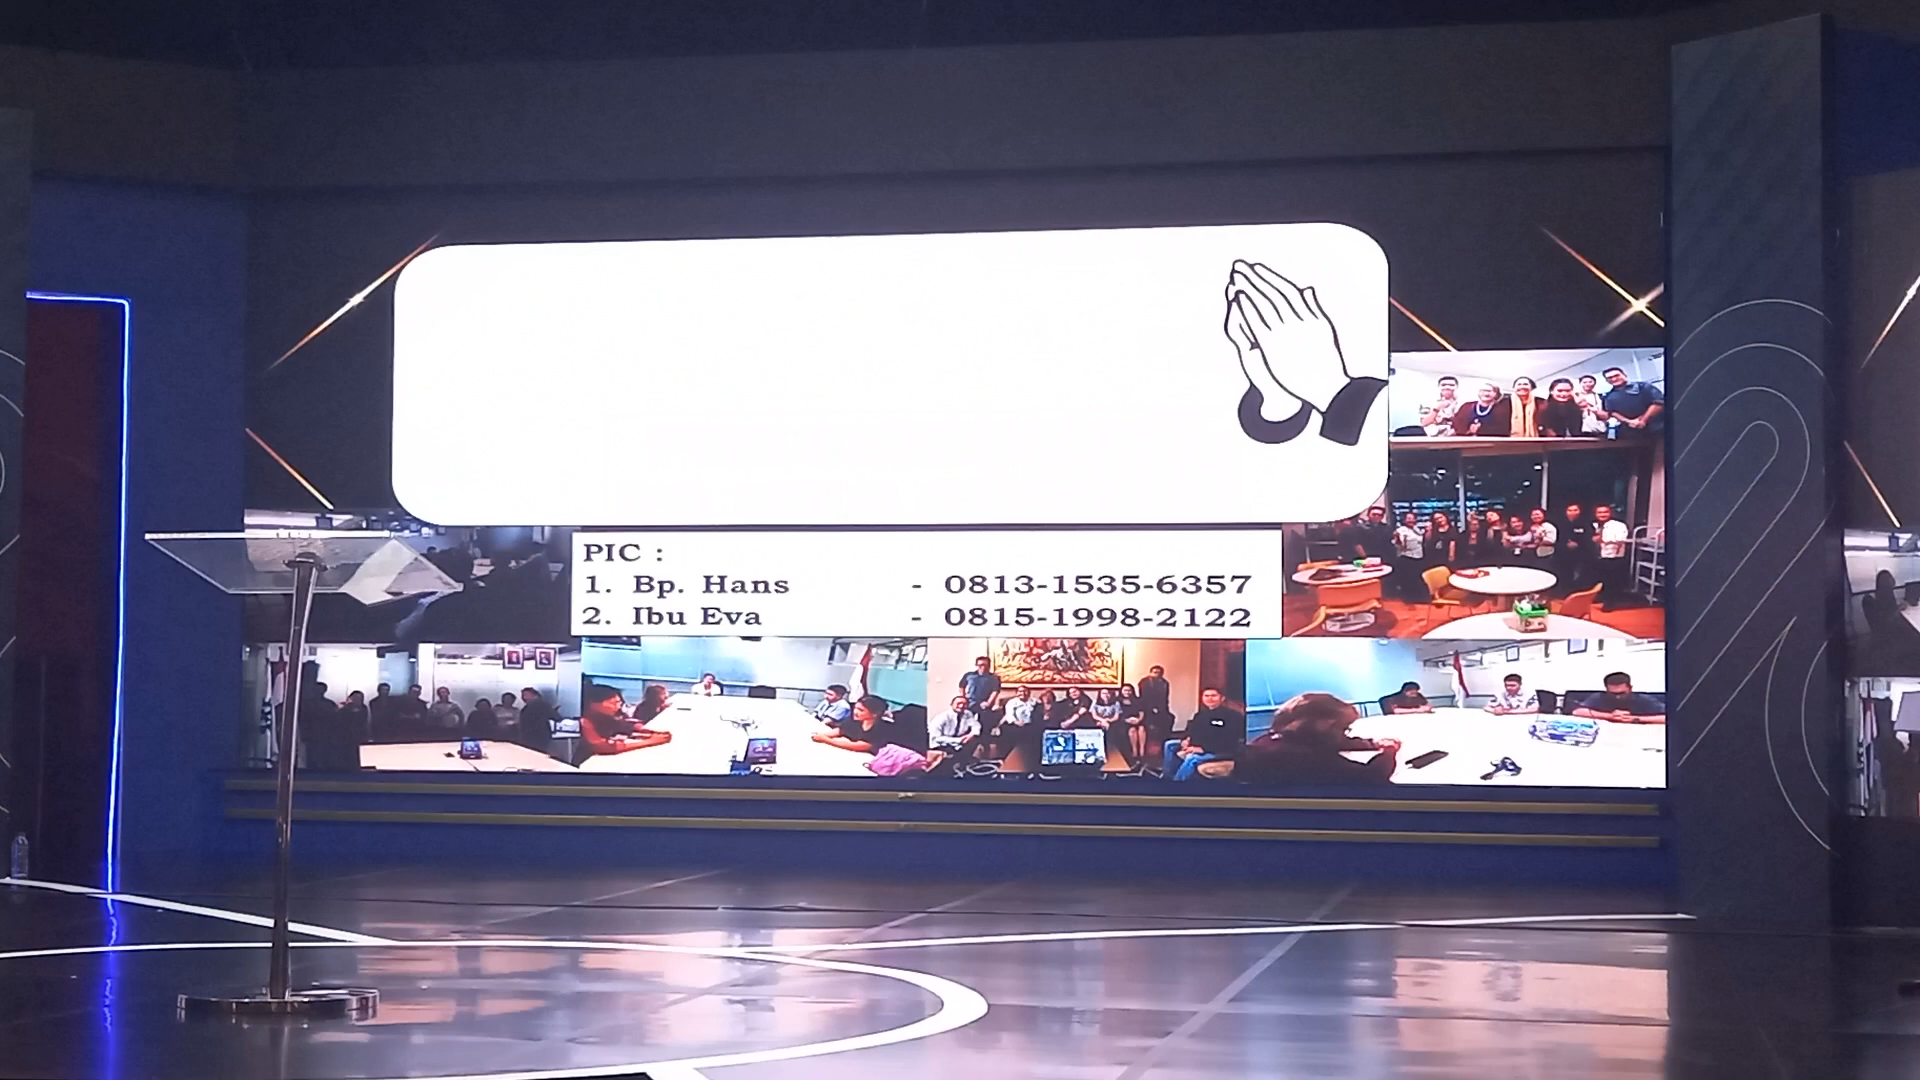 PIC :
1. Bp. Hans - 0813-1535-6357
2. Ibu Eva - 0815-1998-2122